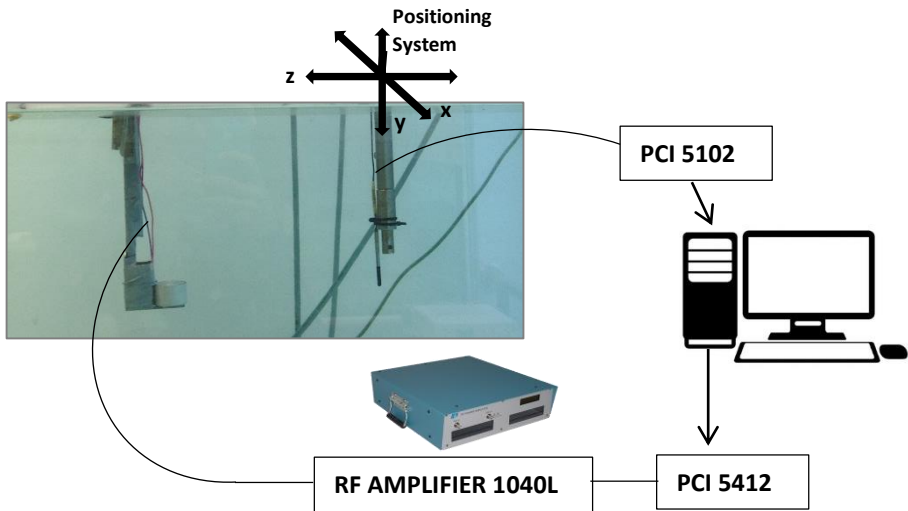 Positioning
System
z
x
y
PCI 5102
RF AMPLIFIER 1040L
PCI 5412